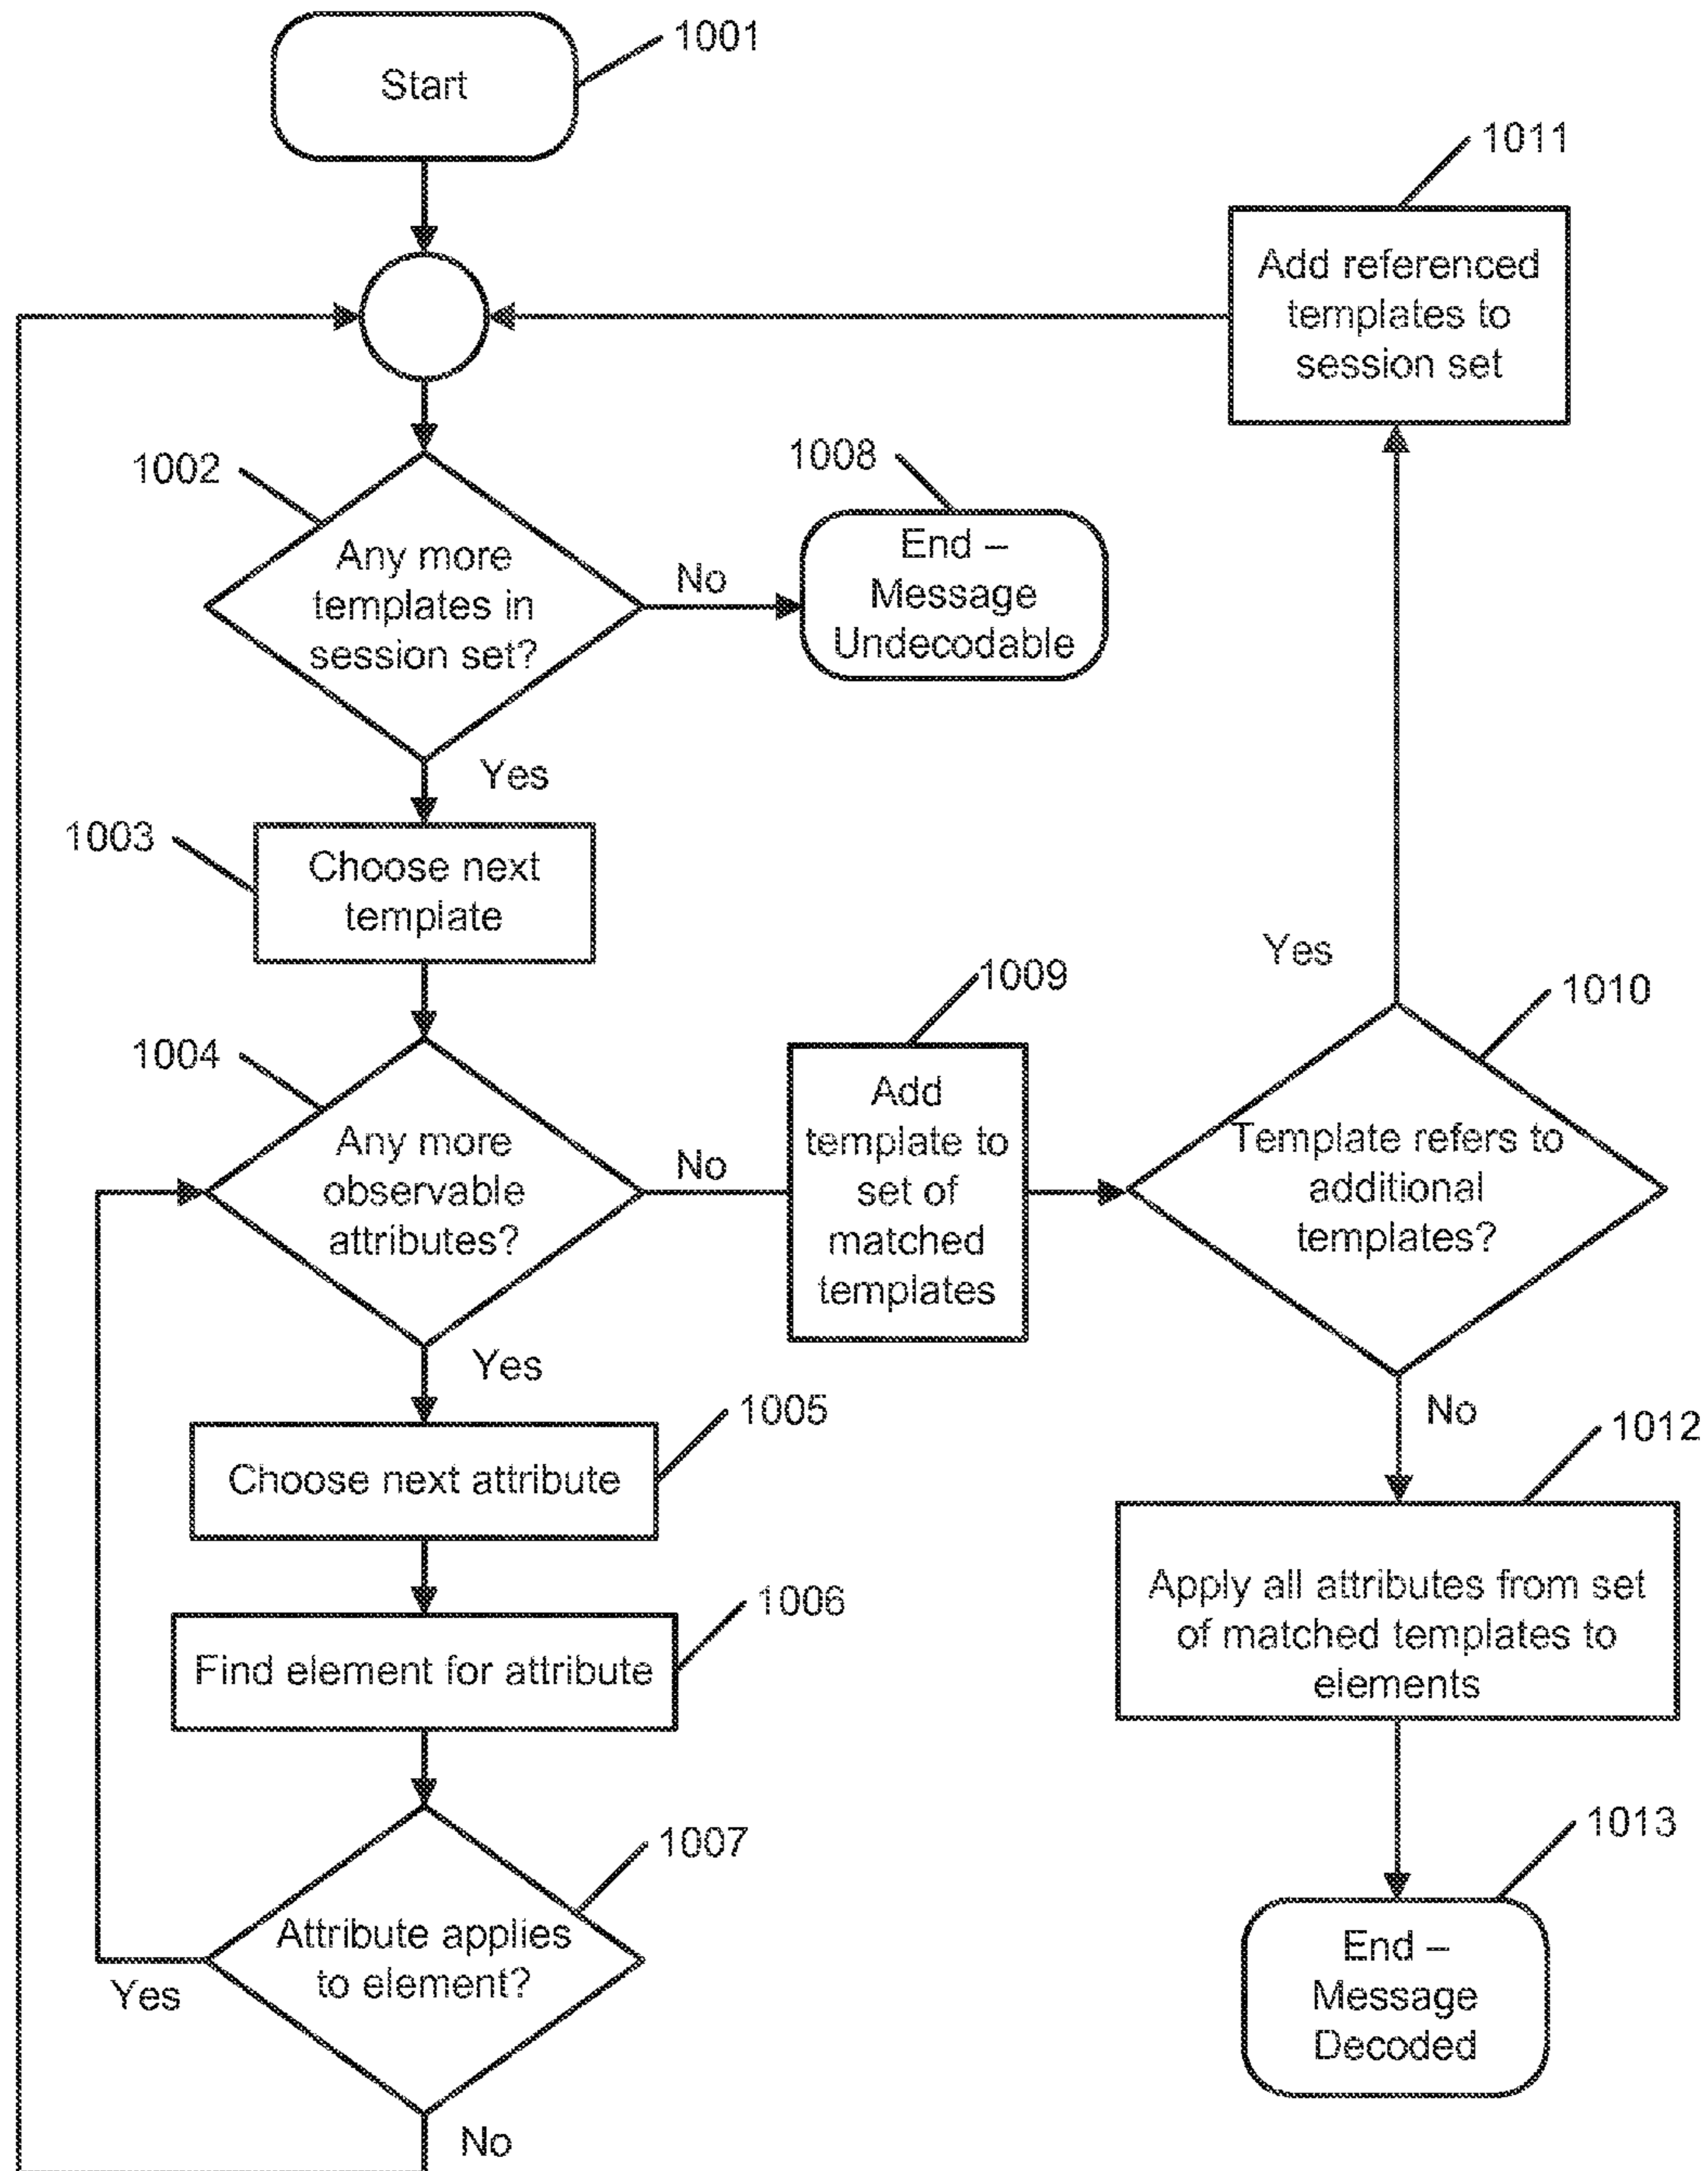 1001
Start
1011
Add referenced
templates to
session set
1002
Any more
templates in
session set?
No
1008
End –
Message
Undecodable
Yes
1003
Choose next
template
Yes
1004
Any more
observable
attributes?
No
1009
Add
template to
set of
matched
templates
1010
Template refers to
additional
templates?
Yes
No
1005
Choose next attribute
1012
Apply all attributes from set
of matched templates to
elements
1006
Find element for attribute
1007
Attribute applies
to element?
Yes
No
1013
End –
Message
Decoded